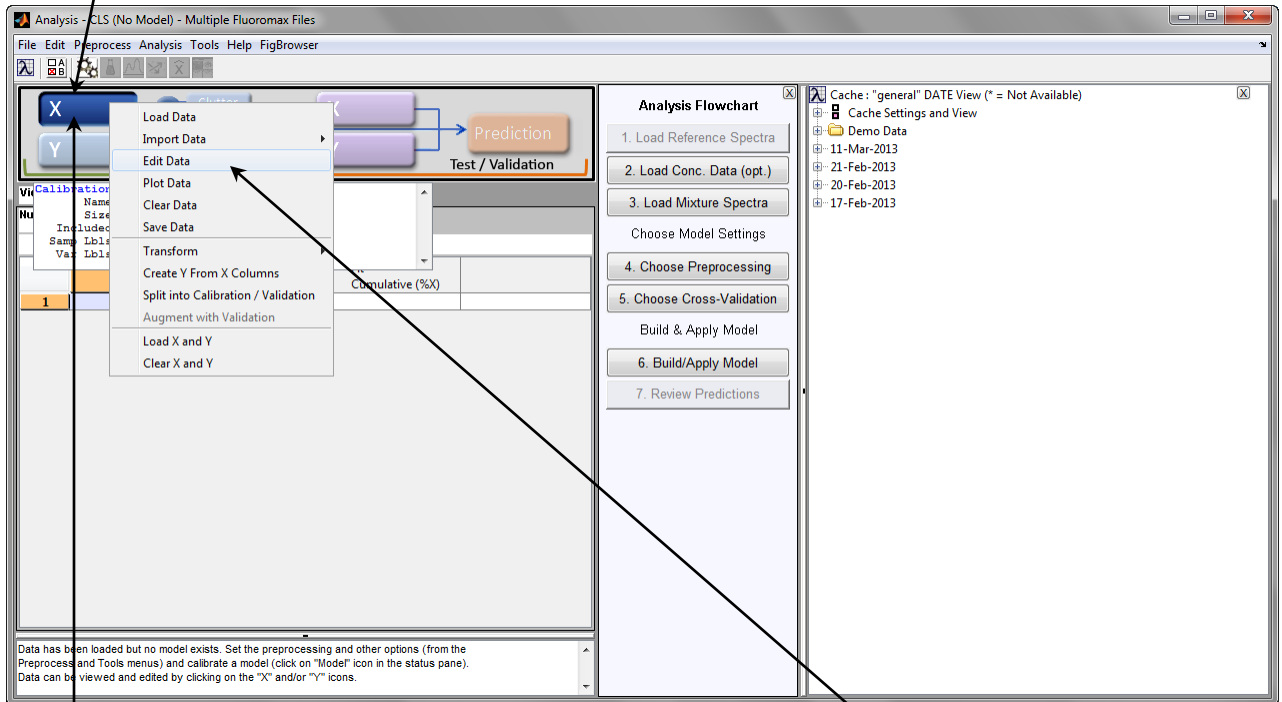 Analysis - CLS (No Model) - Multiple Fluoromax Files
File Edit Preprocess Analysis Tools Help FigBrowser
X
Y
Prediction
Test / Validation
Load Data
Import Data
Edit Data
Plot Data
Clear Data
Save Data
Transform
Create Y From X Columns
Split into Calibration / Validation
Augment with Validation
Load X and Y
Clear X and Y
Calibration
Name
Size
Included
Samp Lbls
Var Lbls
Cumulative (%X)
1
Data has been loaded but no model exists. Set the preprocessing and other options (from the
Preprocess and Tools menus) and calibrate a model (click on "Model" icon in the status pane).
Data can be viewed and edited by clicking on the "X" and/or "Y" icons.
Analysis Flowchart
X
1. Load Reference Spectra
2. Load Conc. Data (opt.)
3. Load Mixture Spectra
Choose Model Settings
4. Choose Preprocessing
5. Choose Cross-Validation
Build & Apply Model
6. Build/Apply Model
7. Review Predictions
Cache : "general" DATE View (* = Not Available)
X
Cache Settings and View
Demo Data
11-Mar-2013
21-Feb-2013
20-Feb-2013
17-Feb-2013